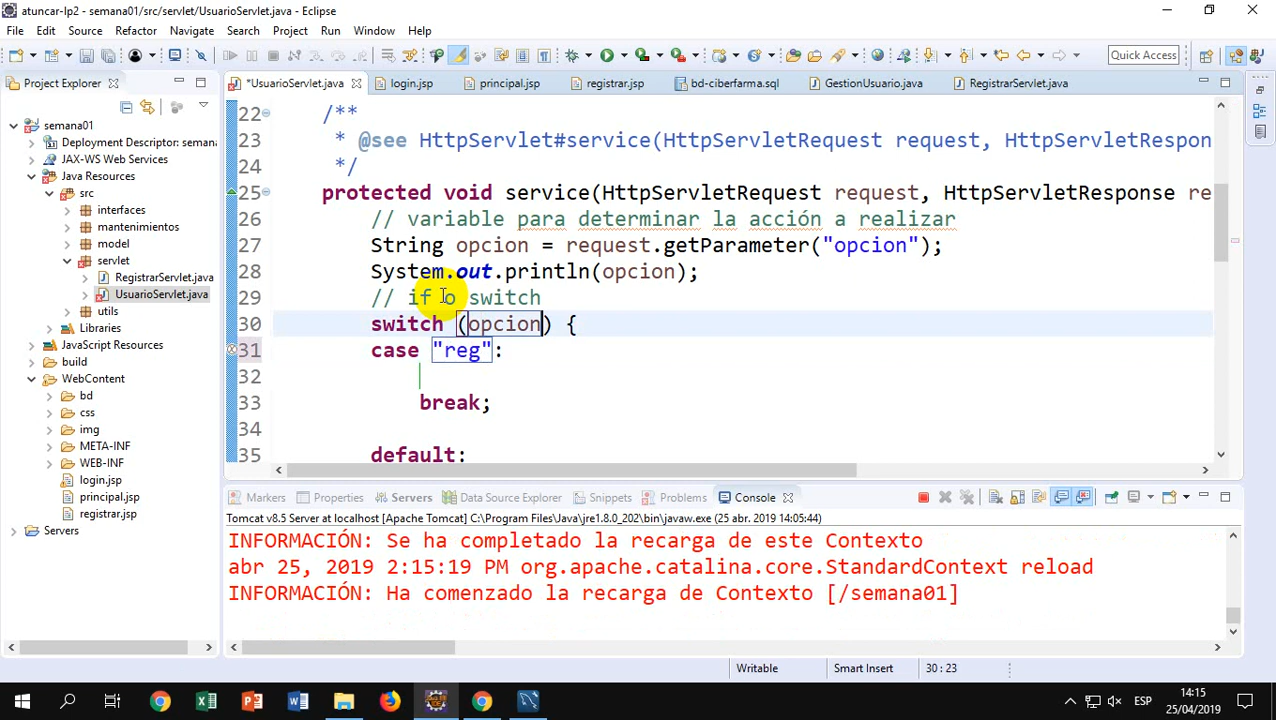 atuncar-lp2 - semana01/src/servlet/UsuarioServlet.java - Eclipse
File Edit Source Refactor Navigate Search Project Run Window Help
Quick Access
Project Explorer
*UsuarioServlet.java login.jsp principal.jsp registrar.jsp bd-ciberfarma.sql GestionUsuario.java RegistrarServlet.java
semana01
Deployment Descriptor: semana
JAX-WS Web Services
Java Resources
src
interfaces
mantenimientos
model
servlet
RegistrarServlet.java
UsuarioServlet.java
utils
Libraries
JavaScript Resources
build
WebContent
bd
css
img
META-INF
WEB-INF
login.jsp
principal.jsp
registrar.jsp
Servers
22 /**
23 * @see HttpServlet#service(HttpServletRequest request, HttpServletRespon
24 */
25 protected void service(HttpServletRequest request, HttpServletResponse re
26 // variable para determinar la acción a realizar
27 String opcion = request.getParameter("opcion");
28 System.out.println(opcion);
29 // if o switch
30 switch (opcion) {
31 case "reg":
32
33 break;
34
35 default:
Markers Properties Servers Data Source Explorer Snippets Problems Console
Tomcat v8.5 Server at localhost [Apache Tomcat] C:\Program Files\Java\jre1.8.0_202\bin\javaw.exe (25 abr. 2019 14:05:44)
INFORMACIÓN: Se ha completado la recarga de este Contexto
abr 25, 2019 2:15:19 PM org.apache.catalina.core.StandardContext reload
INFORMACIÓN: Ha comenzado la recarga de Contexto [/semana01]
Writable Smart Insert 30 : 23
ESP
14:15
25/04/2019